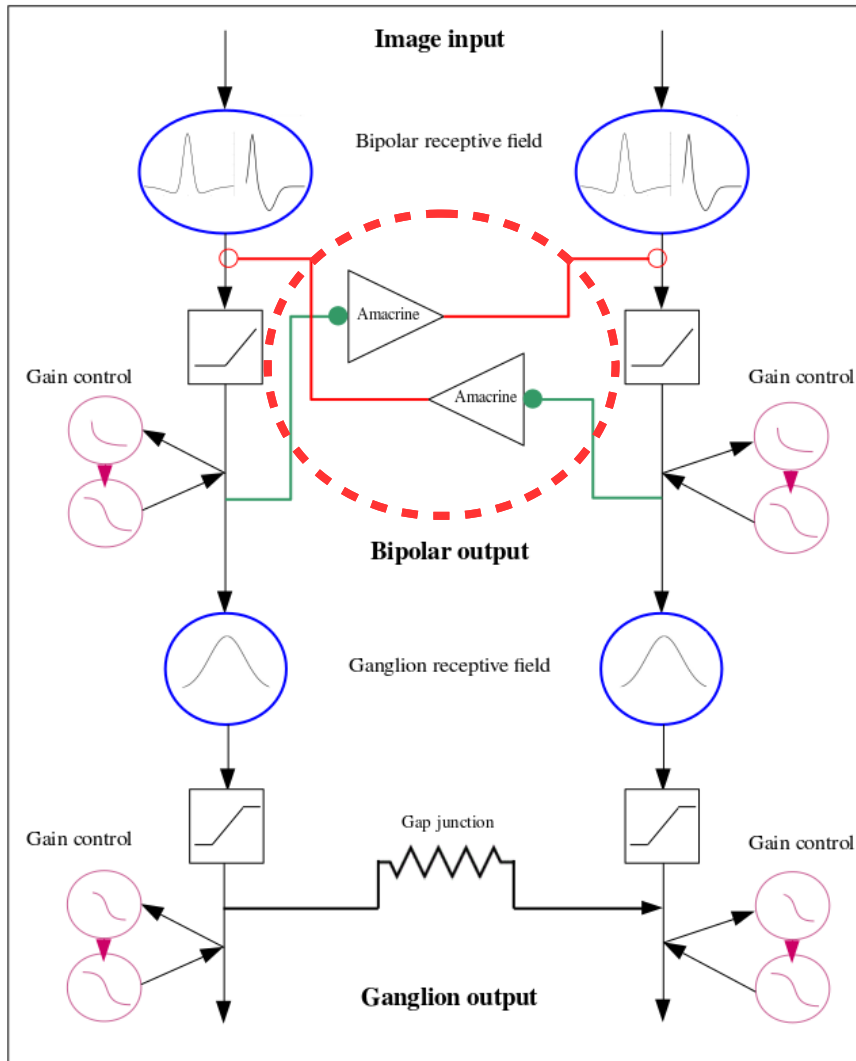 Image input
Bipolar receptive field
Amacrine
Gain control
Gain control
Amacrine
Bipolar output
Ganglion receptive field
Gap junction
Gain control
Gain control
Ganglion output